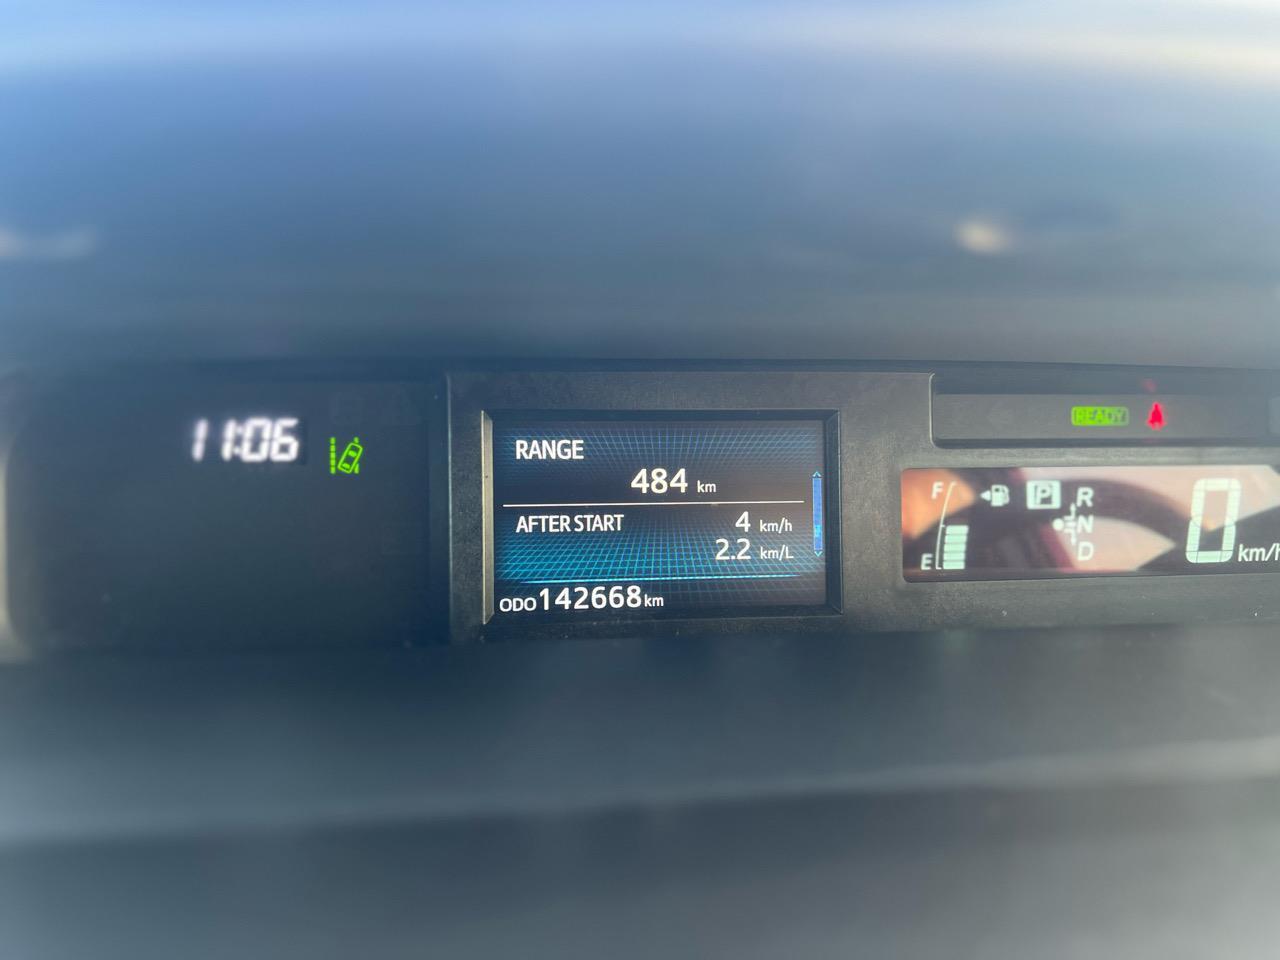 11:06
RANGE
484 km
AFTER START 4 km/h
2.2 km/L
ODO 142668 km
READY
F
E
P
R
N
D
0 km/h